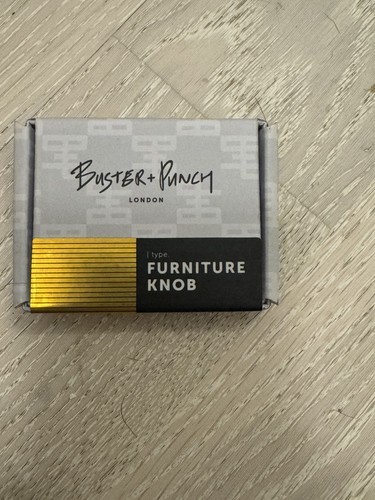 BUSTER + PUNCH
LONDON
[ type.
FURNITURE
KNOB